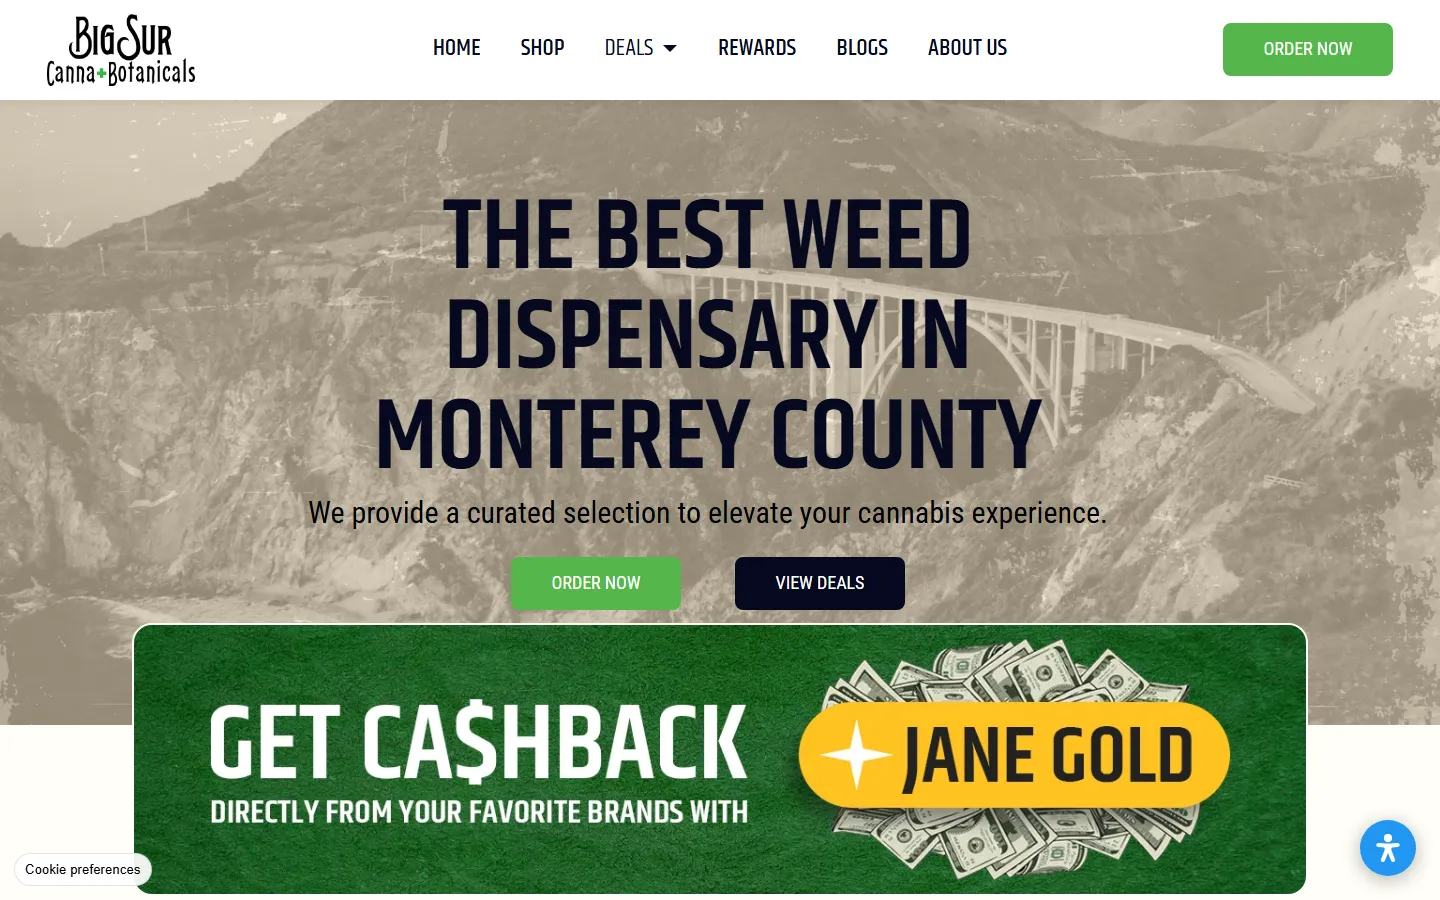 BIG SUR
Canna+Botanicals
HOME
SHOP
DEALS
REWARDS
BLOGS
ABOUT US
ORDER NOW
THE BEST WEED
DISPENSARY IN
MONTEREY COUNTY
We provide a curated selection to elevate your cannabis experience.
ORDER NOW
VIEW DEALS
GET CA$HBACK
DIRECTLY FROM YOUR FAVORITE BRANDS WITH
JANE GOLD
Cookie preferences